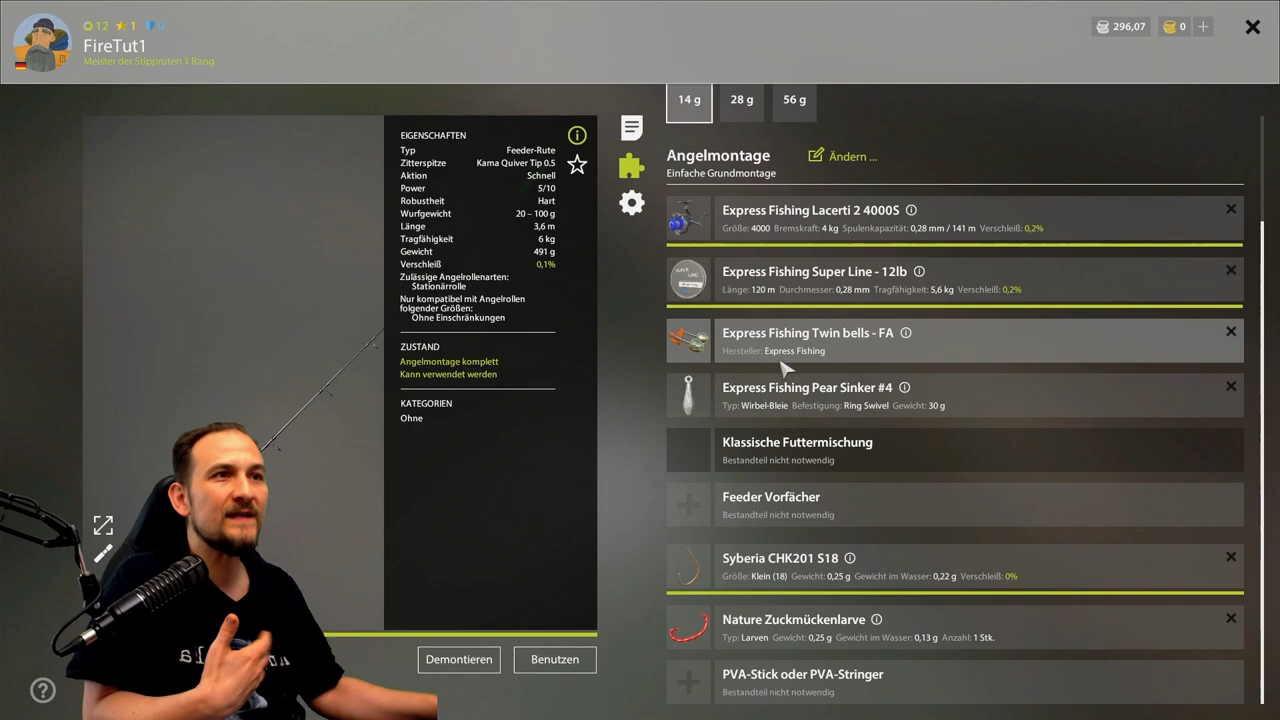 12 1 0
FireTut1
Meister der Stippruten 1 Rang
296,07
0
EIGENSCHAFTEN
Typ Feeder-Rute
Zitterspitze Kama Quiver Tip 0.5
Aktion Schnell
Power 5/10
Robustheit Hart
Wurfgewicht 20 – 100 g
Länge 3,6 m
Tragfähigkeit 6 kg
Gewicht 491 g
Verschleiß 0,1%
Zulässige Angelrollenarten:
Stationärrolle
Nur kompatibel mit Angelrollen
folgender Größen:
Ohne Einschränkungen
ZUSTAND
Angelmontage komplett
Kann verwendet werden
KATEGORIEN
Ohne
Demontieren
Benutzen
14 g
28 g
56 g
Angelmontage
Ändern ...
Einfache Grundmontage
Express Fishing Lacerti 2 4000S
Größe: 4000 Bremskraft: 4 kg Spulenkapazität: 0,28 mm / 141 m Verschleiß: 0,2%
Express Fishing Super Line - 12lb
Länge: 120 m Durchmesser: 0,28 mm Tragfähigkeit: 5,6 kg Verschleiß: 0,2%
Express Fishing Twin bells - FA
Hersteller: Express Fishing
Express Fishing Pear Sinker #4
Typ: Wirbel-Bleie Befestigung: Ring Swivel Gewicht: 30 g
Klassische Futtermischung
Bestandteil nicht notwendig
Feeder Vorfächer
Bestandteil nicht notwendig
Syberia CHK201 S18
Größe: Klein (18) Gewicht: 0,25 g Gewicht im Wasser: 0,22 g Verschleiß: 0%
Nature Zuckmückenlarve
Typ: Larven Gewicht: 0,25 g Gewicht im Wasser: 0,13 g Anzahl: 1 Stk.
PVA-Stick oder PVA-Stringer
Bestandteil nicht notwendig